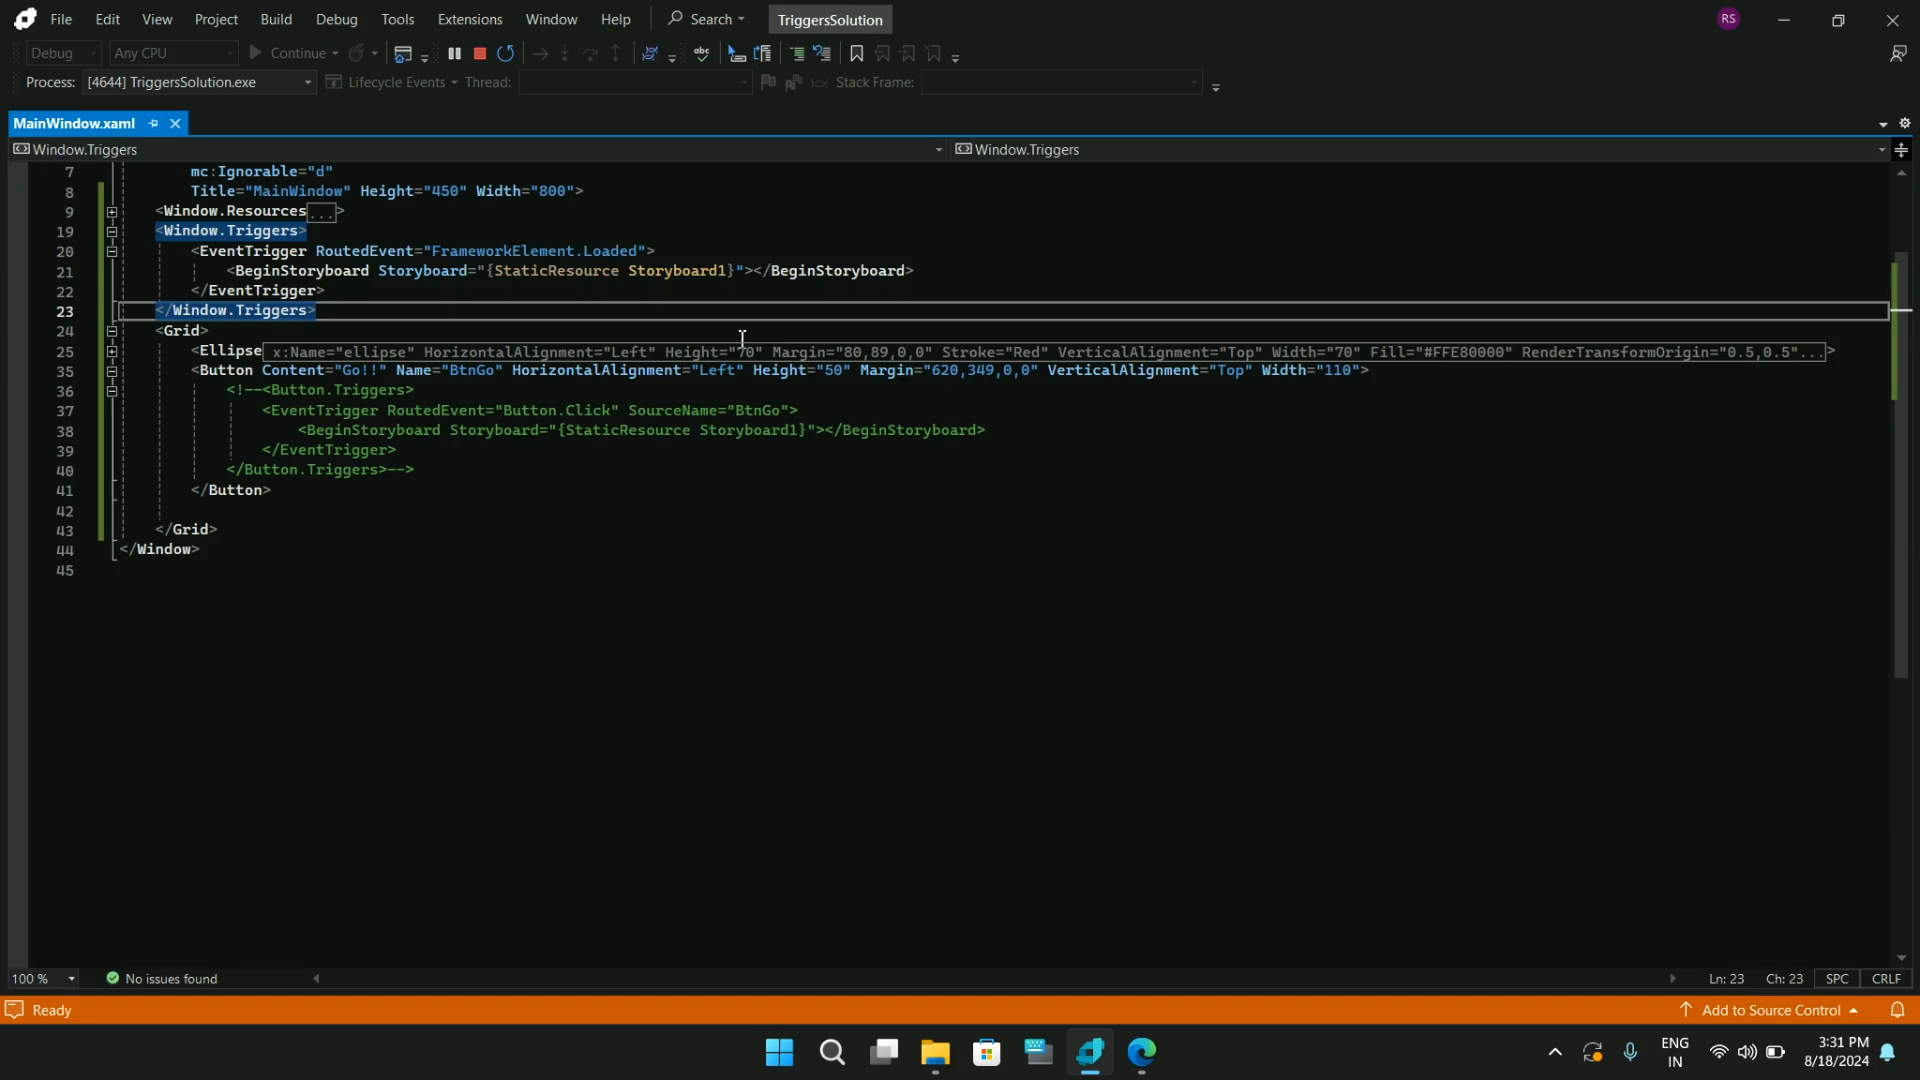 File Edit View Project Build Debug Tools Extensions Window Help Search TriggersSolution RS
Debug Any CPU Continue abc
Process: [4644] TriggersSolution.exe Lifecycle Events Thread: Stack Frame:
MainWindow.xaml
Window.Triggers Window.Triggers
7 mc:Ignorable="d"
8 Title="MainWindow" Height="450" Width="800">
9 <Window.Resources...>
19 <Window.Triggers>
20 <EventTrigger RoutedEvent="FrameworkElement.Loaded">
21 <BeginStoryboard Storyboard="{StaticResource Storyboard1}"></BeginStoryboard>
22 </EventTrigger>
23 </Window.Triggers>
24 <Grid>
25 <Ellipse x:Name="ellipse" HorizontalAlignment="Left" Height="70" Margin="80,89,0,0" Stroke="Red" VerticalAlignment="Top" Width="70" Fill="#FFE80000" RenderTransformOrigin="0.5,0.5"...>
35 <Button Content="Go!!" Name="BtnGo" HorizontalAlignment="Left" Height="50" Margin="620,349,0,0" VerticalAlignment="Top" Width="110">
36 <!--<Button.Triggers>
37 <EventTrigger RoutedEvent="Button.Click" SourceName="BtnGo">
38 <BeginStoryboard Storyboard="{StaticResource Storyboard1}"></BeginStoryboard>
39 </EventTrigger>
40 </Button.Triggers>-->
41 </Button>
42
43 </Grid>
44 </Window>
45
100 % No issues found Ln: 23 Ch: 23 SPC CRLF
Ready Add to Source Control
ENG 3:31 PM
IN 8/18/2024